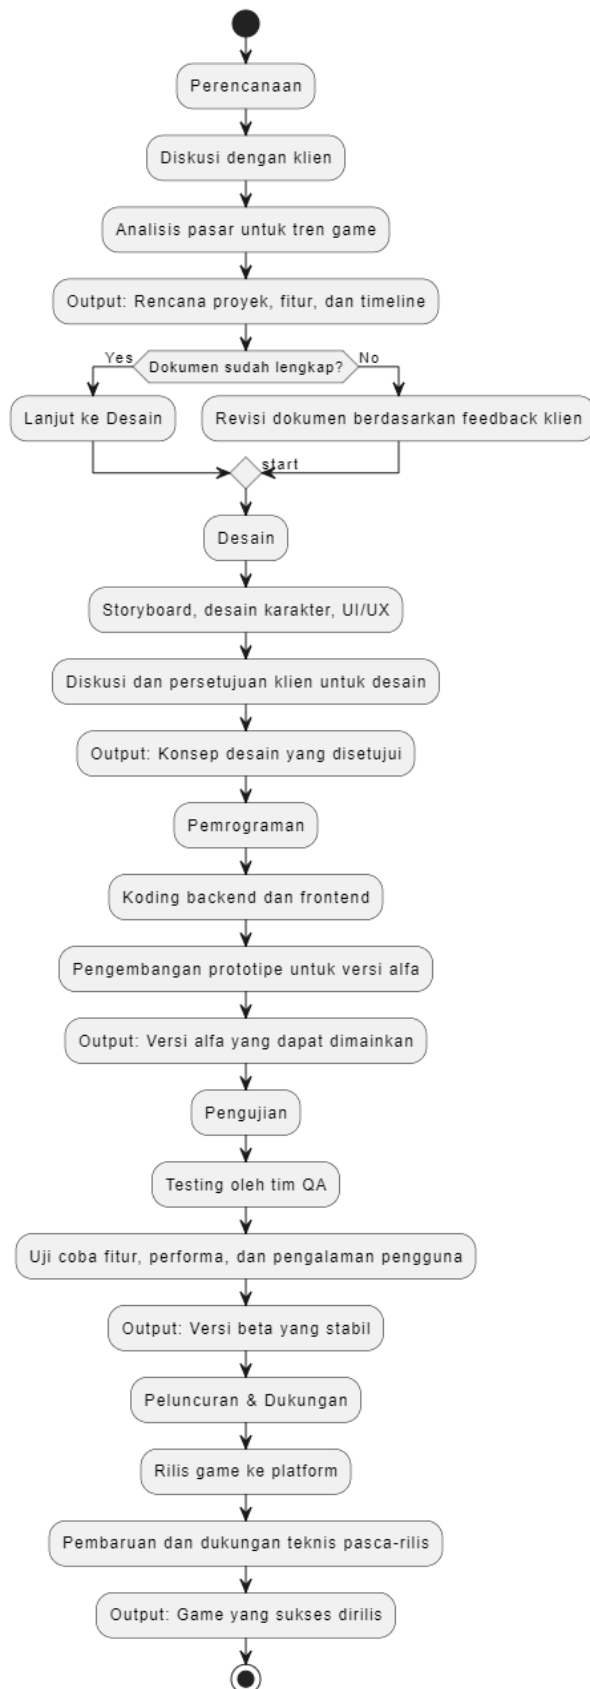 Perencanaan
Diskusi dengan klien
Analisis pasar untuk tren game
Output: Rencana proyek, fitur, dan timeline
Yes
Dokumen sudah lengkap?
No
Lanjut ke Desain
Revisi dokumen berdasarkan feedback klien
start
Desain
Storyboard, desain karakter, UI/UX
Diskusi dan persetujuan klien untuk desain
Output: Konsep desain yang disetujui
Pemrograman
Koding backend dan frontend
Pengembangan prototipe untuk versi alfa
Output: Versi alfa yang dapat dimainkan
Pengujian
Testing oleh tim QA
Uji coba fitur, performa, dan pengalaman pengguna
Output: Versi beta yang stabil
Peluncuran & Dukungan
Rilis game ke platform
Pembaruan dan dukungan teknis pasca-rilis
Output: Game yang sukses dirilis